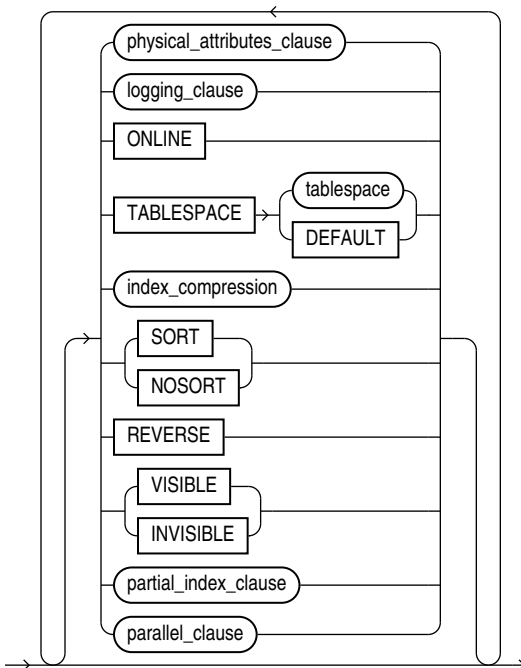 physical_attributes_clause
logging_clause
ONLINE
tablespace
TABLESPACE
DEFAULT
index_compression
SORT
NOSORT
REVERSE
VISIBLE
INVISIBLE
partial_index_clause
parallel_clause